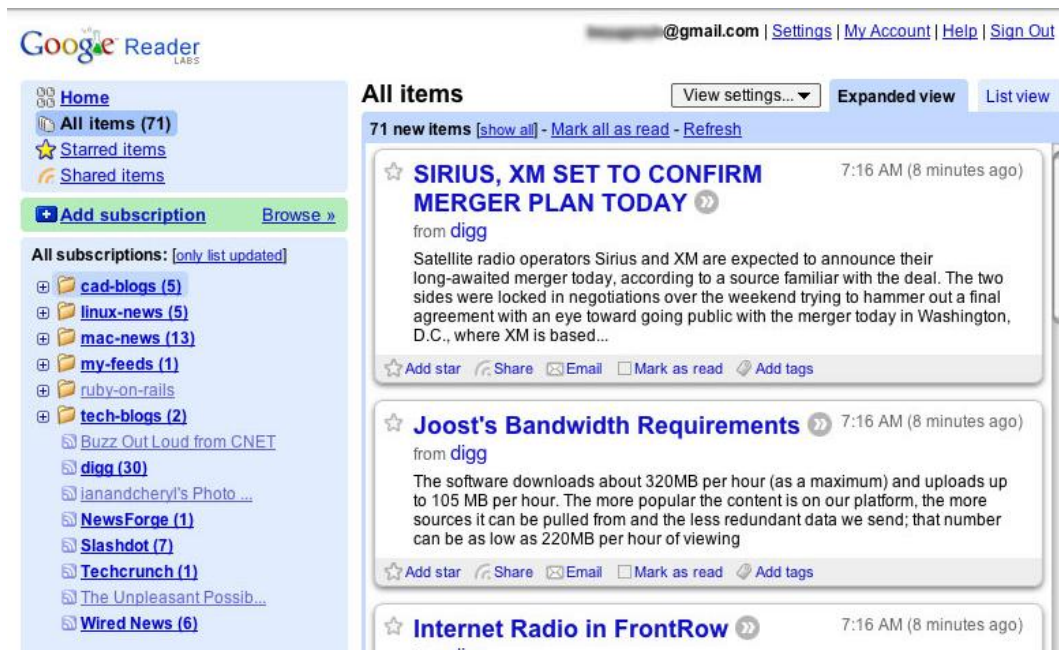 Google Reader
LABS
@gmail.com | Settings | My Account | Help | Sign Out
Home
All items (71)
Starred items
Shared items
Add subscription Browse »
All subscriptions: [only list updated]
cad-blogs (5)
linux-news (5)
mac-news (13)
my-feeds (1)
ruby-on-rails
tech-blogs (2)
Buzz Out Loud from CNET
digg (30)
ianandcheryl's Photo ...
NewsForge (1)
Slashdot (7)
Techcrunch (1)
The Unpleasant Possib...
Wired News (6)
All items
View settings... Expanded view List view
71 new items [show all] - Mark all as read - Refresh
SIRIUS, XM SET TO CONFIRM 7:16 AM (8 minutes ago)
MERGER PLAN TODAY »
from digg
Satellite radio operators Sirius and XM are expected to announce their
long-awaited merger today, according to a source familiar with the deal. The two
sides were locked in negotiations over the weekend trying to hammer out a final
agreement with an eye toward going public with the merger today in Washington,
D.C., where XM is based...
Add star Share Email Mark as read Add tags
Joost's Bandwidth Requirements » 7:16 AM (8 minutes ago)
from digg
The software downloads about 320MB per hour (as a maximum) and uploads up
to 105 MB per hour. The more popular the content is on our platform, the more
sources it can be pulled from and the less redundant data we send; that number
can be as low as 220MB per hour of viewing
Add star Share Email Mark as read Add tags
Internet Radio in FrontRow » 7:16 AM (8 minutes ago)